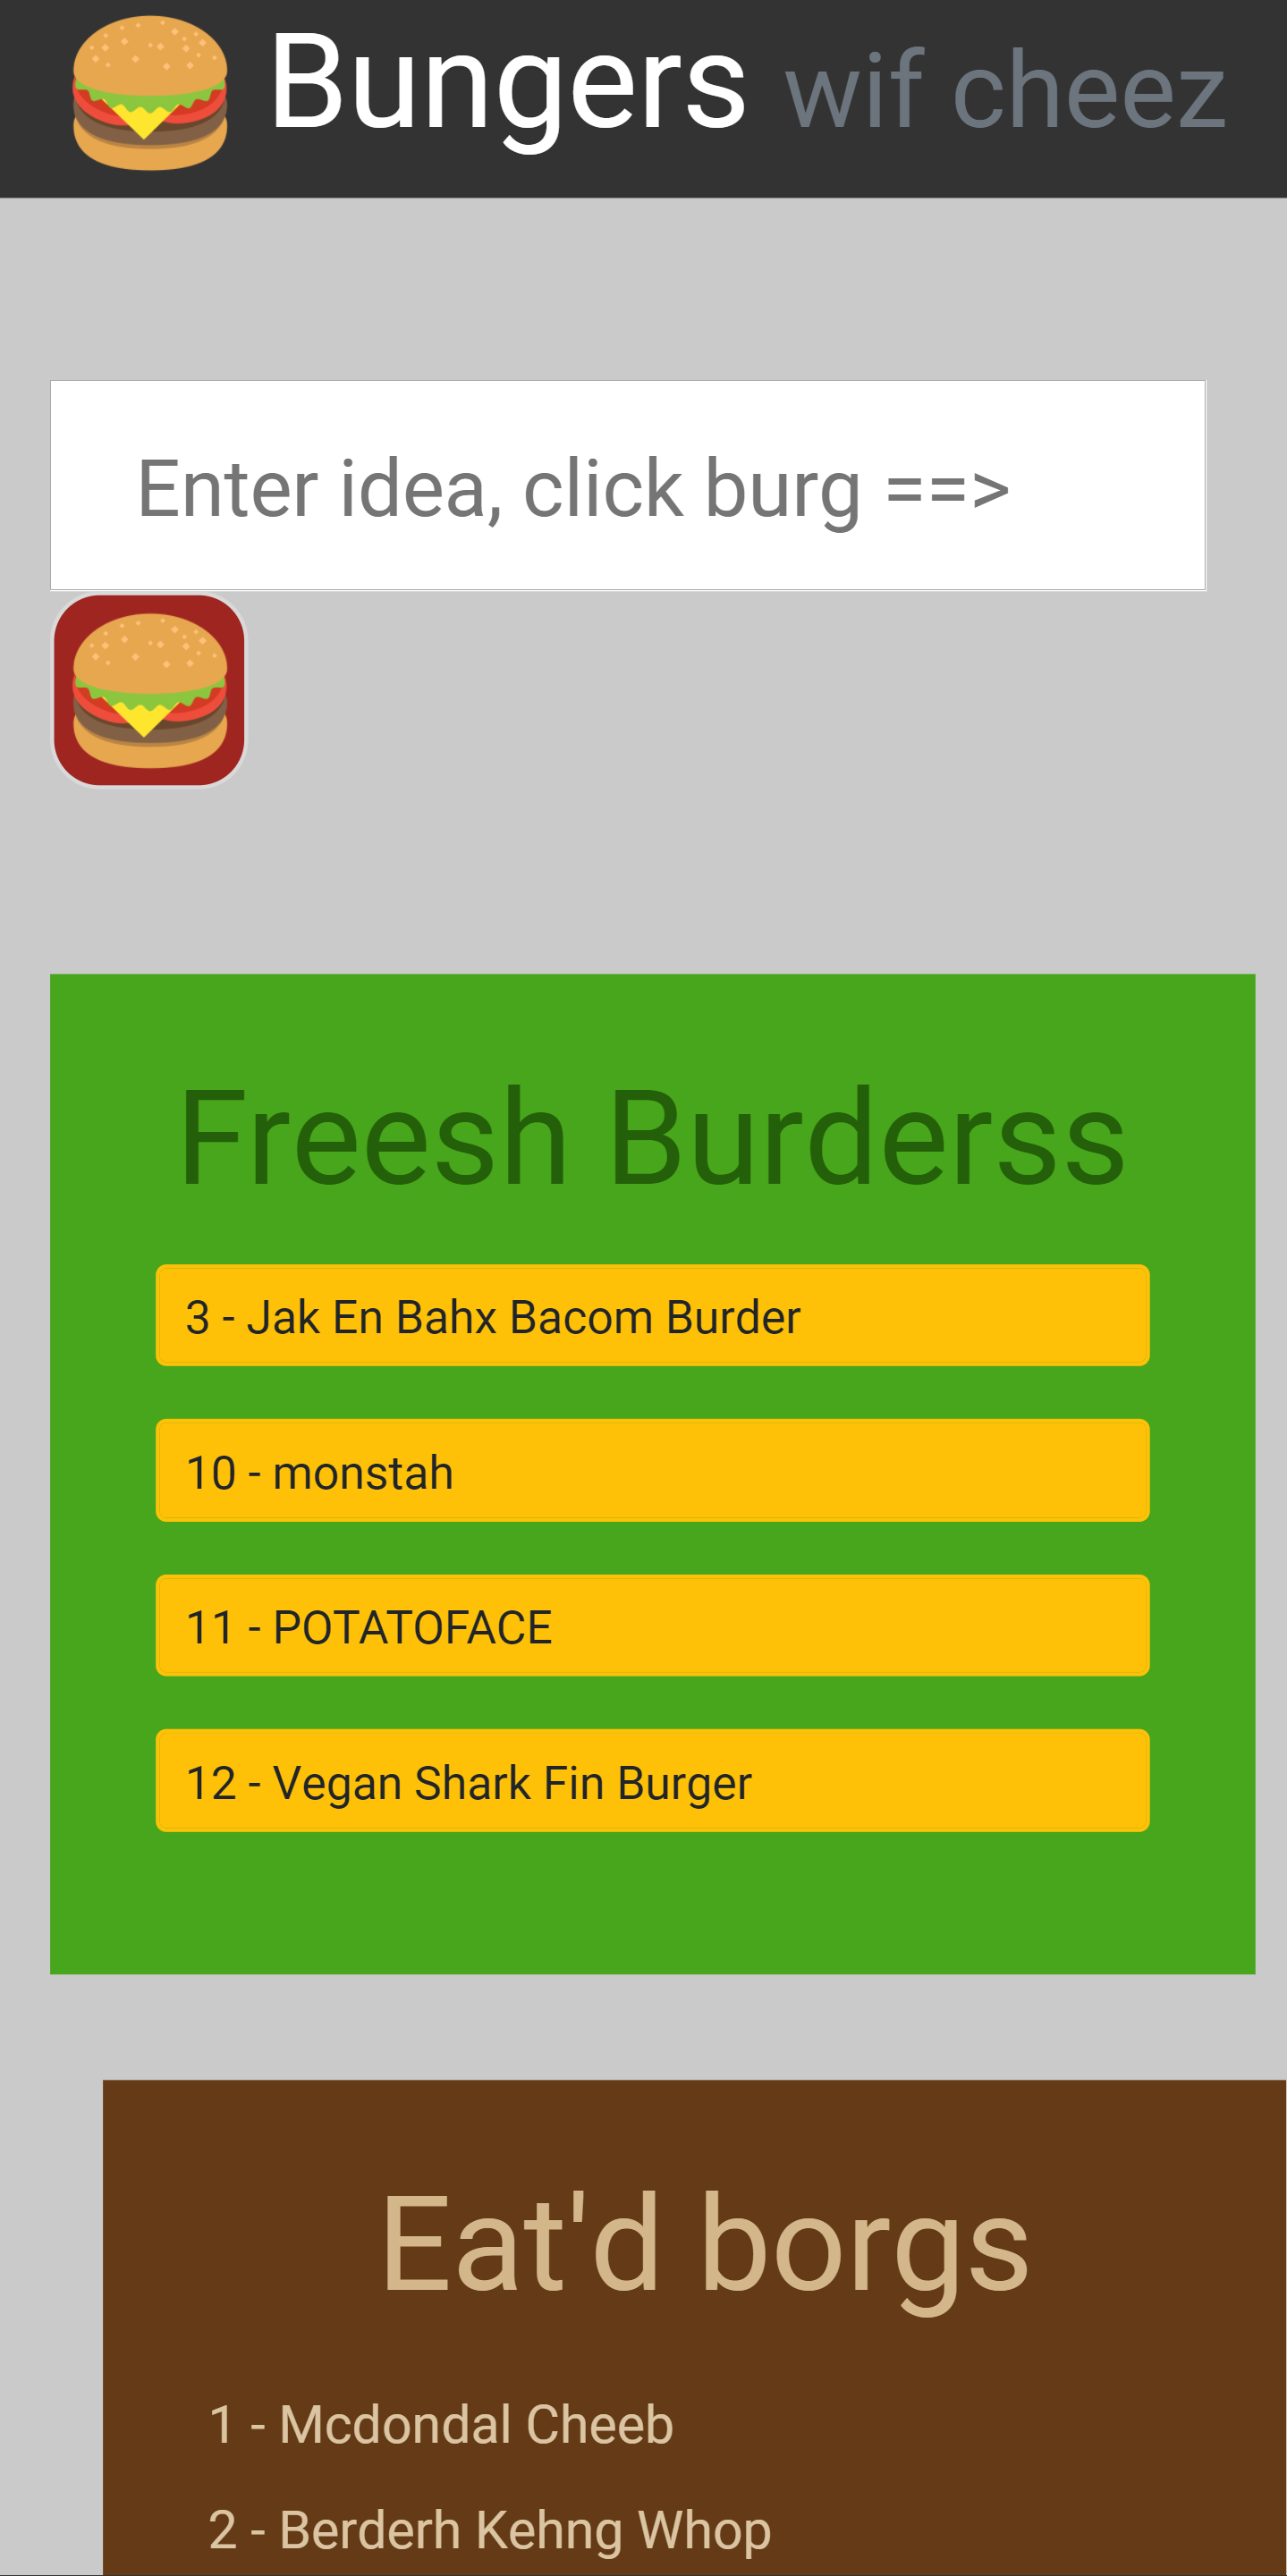 Bungers wif cheez
Enter idea, click burg ==>
Freesh Burderss
3 - Jak En Bahx Bacom Burder
10 - monstah
11 - POTATOFACE
12 - Vegan Shark Fin Burger
Eat'd borgs
1 - Mcdondal Cheeb
2 - Berderh Kehng Whop